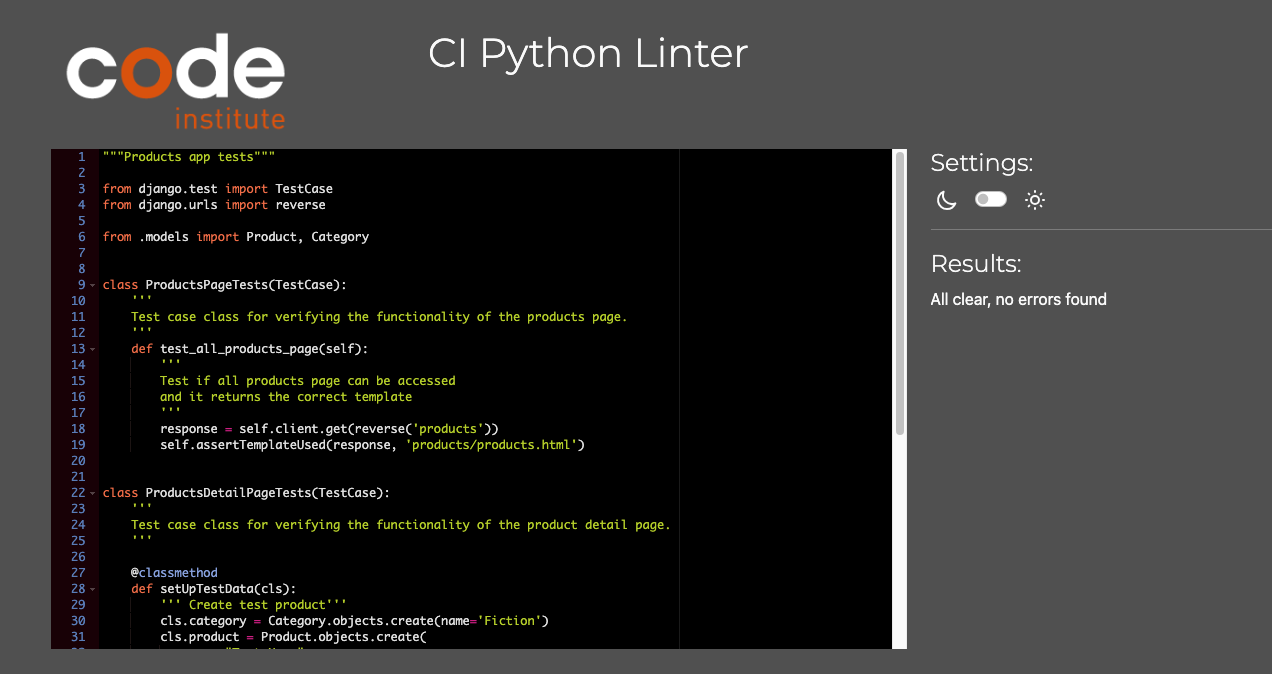 code
institute
CI Python Linter
1 """Products app tests"""
2
3 from django.test import TestCase
4 from django.urls import reverse
5
6 from .models import Product, Category
7
8
9 class ProductsPageTests(TestCase):
10     '''
11     Test case class for verifying the functionality of the products page.
12     '''
13     def test_all_products_page(self):
14         '''
15         Test if all products page can be accessed
16         and it returns the correct template
17         '''
18         response = self.client.get(reverse('products'))
19         self.assertTemplateUsed(response, 'products/products.html')
20
21
22 class ProductsDetailPageTests(TestCase):
23     '''
24     Test case class for verifying the functionality of the product detail page.
25     '''
26
27     @classmethod
28     def setUpTestData(cls):
29         ''' Create test product'''
30         cls.category = Category.objects.create(name='Fiction')
31         cls.product = Product.objects.create(
Settings:
Results:
All clear, no errors found